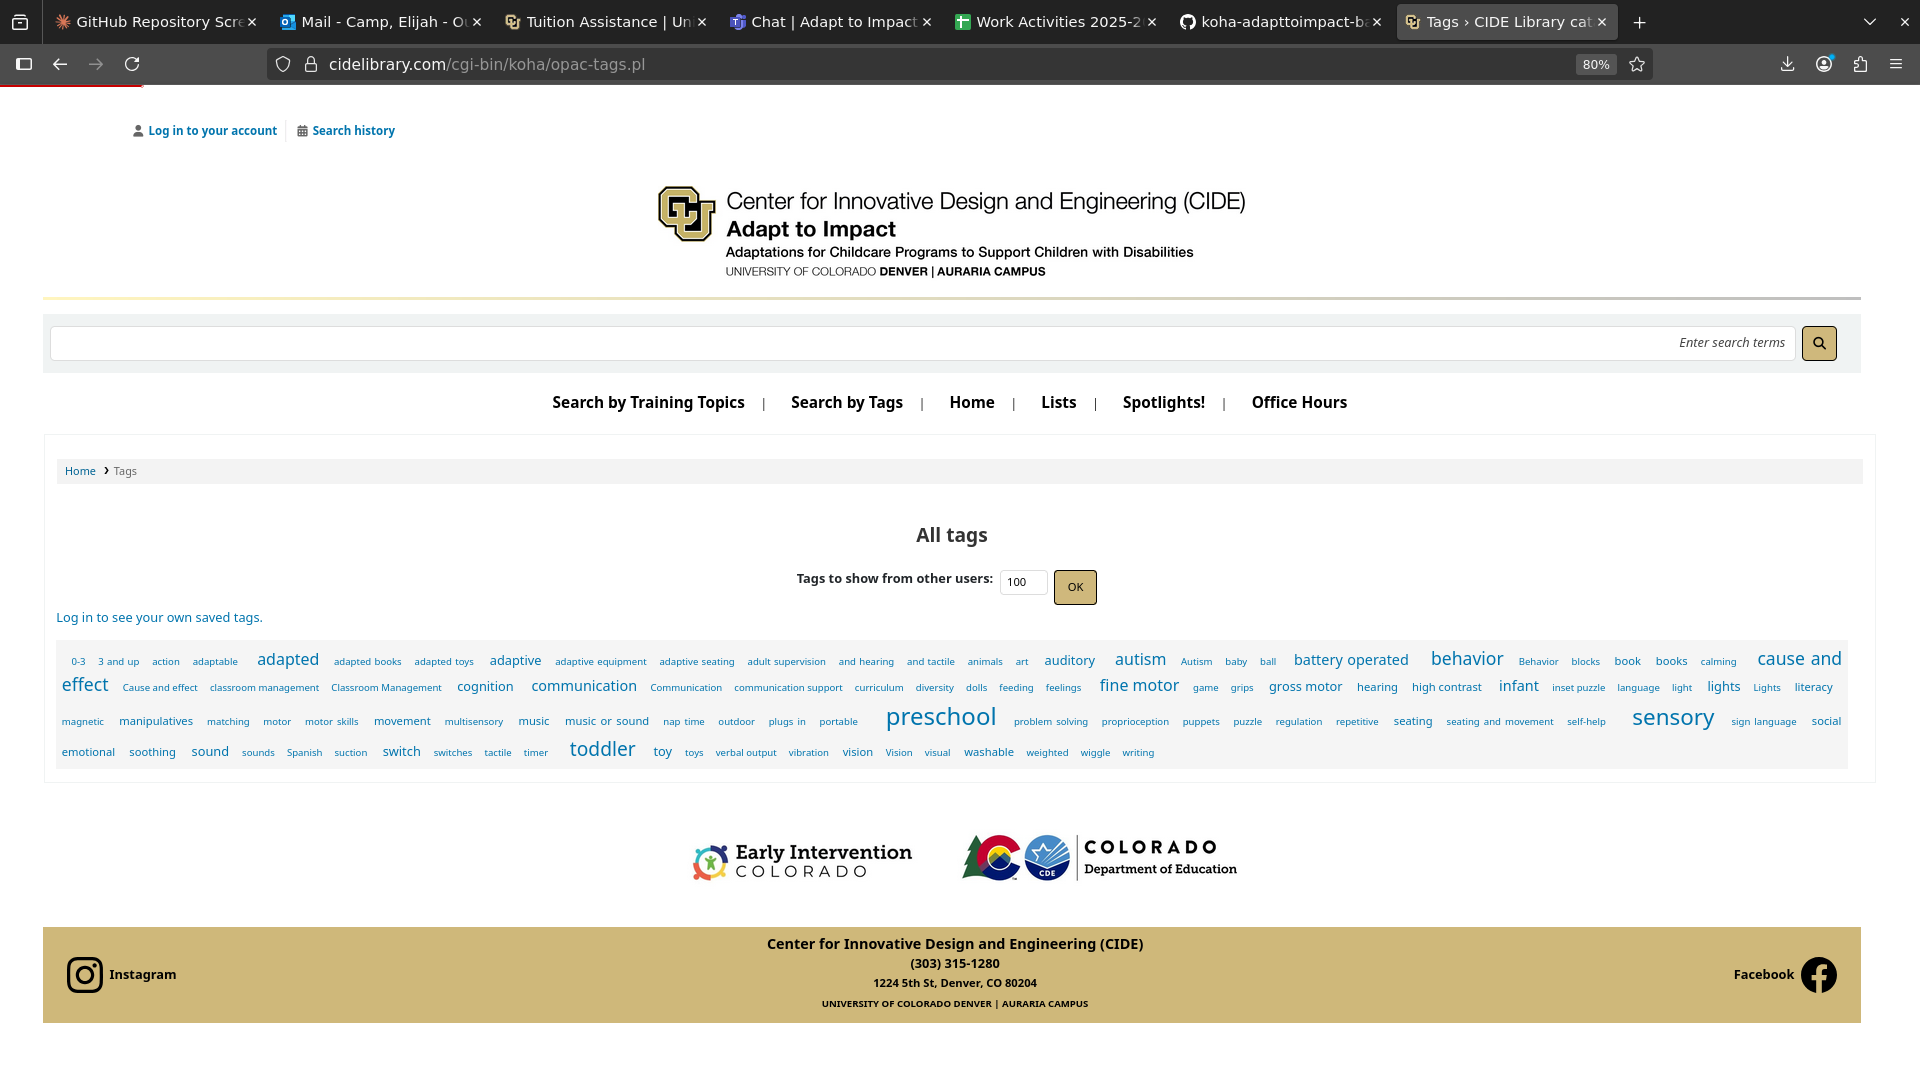 GitHub Repository Scre
Mail - Camp, Elijah - Ou
Tuition Assistance | Uni
Chat | Adapt to Impact
Work Activities 2025-2
koha-adapttoimpact-ba
Tags › CIDE Library cat
cidelibrary.com/cgi-bin/koha/opac-tags.pl
80%
Log in to your account
Search history
Center for Innovative Design and Engineering (CIDE)
Adapt to Impact
Adaptations for Childcare Programs to Support Children with Disabilities
UNIVERSITY OF COLORADO DENVER | AURARIA CAMPUS
Enter search terms
Search by Training Topics | Search by Tags | Home | Lists | Spotlights! | Office Hours
Home › Tags
All tags
Tags to show from other users: 100 OK
Log in to see your own saved tags.
0-3 3 and up action adaptable adapted adapted books adapted toys adaptive adaptive equipment adaptive seating adult supervision and hearing and tactile animals art auditory autism Autism baby ball battery operated behavior Behavior blocks book books calming cause and
effect Cause and effect classroom management Classroom Management cognition communication Communication communication support curriculum diversity dolls feeding feelings fine motor game grips gross motor hearing high contrast infant inset puzzle language light lights Lights literacy
magnetic manipulatives matching motor motor skills movement multisensory music music or sound nap time outdoor plugs in portable preschool problem solving proprioception puppets puzzle regulation repetitive seating seating and movement self-help sensory sign language social
emotional soothing sound sounds Spanish suction switch switches tactile timer toddler toy toys verbal output vibration vision Vision visual washable weighted wiggle writing
Early Intervention
COLORADO
CDE
COLORADO
Department of Education
Center for Innovative Design and Engineering (CIDE)
(303) 315-1280
1224 5th St, Denver, CO 80204
UNIVERSITY OF COLORADO DENVER | AURARIA CAMPUS
Instagram
Facebook